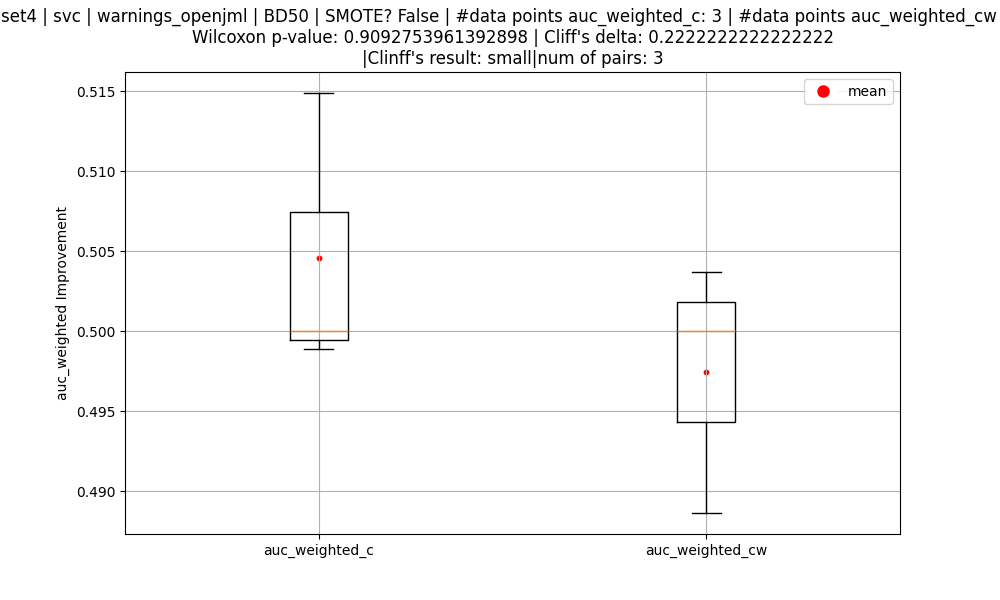 set4 | svc | warnings_openjml | BD50 | SMOTE? False | #data points auc_weighted_c: 3 | #data points auc_weighted_cw
Wilcoxon p-value: 0.9092753961392898 | Cliff's delta: 0.2222222222222222
|Clinff's result: small|num of pairs: 3
mean
0.515
0.510
0.505
0.500
0.495
0.490
auc_weighted Improvement
auc_weighted_c
auc_weighted_cw